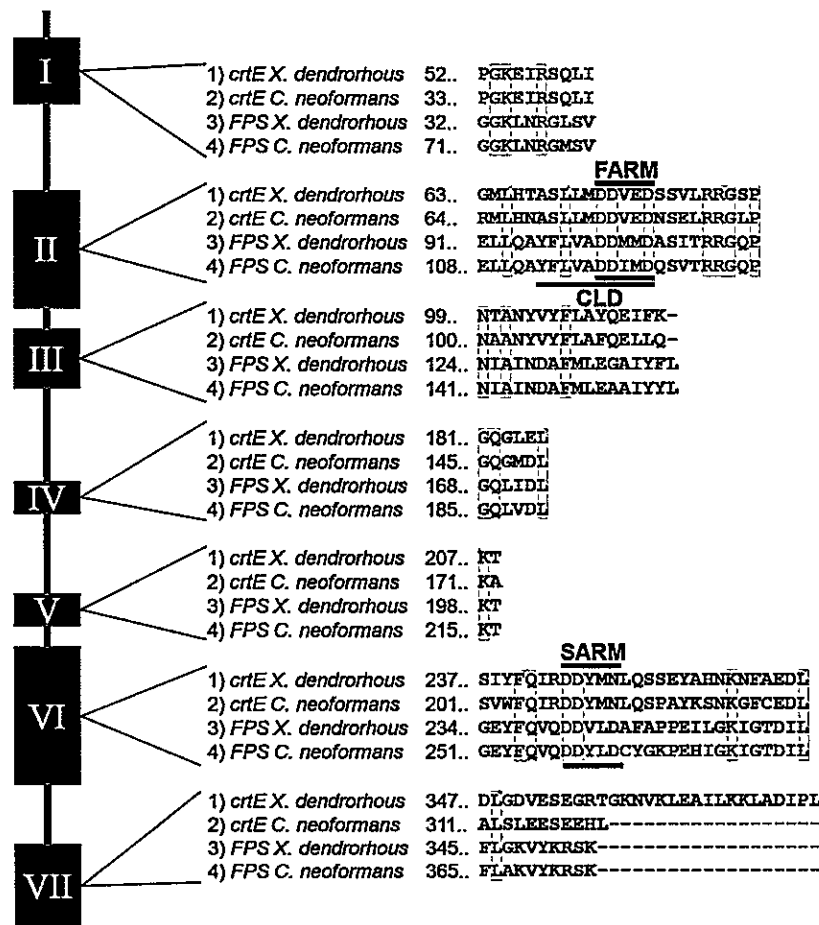 I
1) crtE X. dendrorhous 52.. PGKEIRSQLI
2) crtE C. neoformans 33.. PGKEIRSQLI
3) FPS X. dendrorhous 32.. GGKLNRGLSV
4) FPS C. neoformans 71.. GGKLNRGMSV
FARM
II
1) crtE X. dendrorhous 63.. GMLHTASLLMDDVEDSSVLRRGSP
2) crtE C. neoformans 64.. RMLHNASLLMDDVEDNSELRRGLP
3) FPS X. dendrorhous 91.. ELLQAYFLVADDMMDASITRRGQP
4) FPS C. neoformans 108.. ELLQAYFLVADDIMDQSVTRRGQP
CLD
III
1) crtE X. dendrorhous 99.. NTANYVYFLAYQEIFK-
2) crtE C. neoformans 100.. NAANYVYFLAFQELLQ-
3) FPS X. dendrorhous 124.. NIAINDAFMLEGAIYFL
4) FPS C. neoformans 141.. NIAINDAFMLEAAIYYL
IV
1) crtE X. dendrorhous 181.. GQGLEL
2) crtE C. neoformans 145.. GQGMDL
3) FPS X. dendrorhous 168.. GQLIDL
4) FPS C. neoformans 185.. GQLVDL
V
1) crtE X. dendrorhous 207.. KT
2) crtE C. neoformans 171.. KA
3) FPS X. dendrorhous 198.. KT
4) FPS C. neoformans 215.. KT
SARM
VI
1) crtE X. dendrorhous 237.. SIYFQIRDDYMNLQSSEYAHNKNFAEDL
2) crtE C. neoformans 201.. SVWFQIRDDYMNLQSPAYKSNKGFCEDL
3) FPS X. dendrorhous 234.. GEYFQVQDDVLDAFAPPEILGKIGTDIL
4) FPS C. neoformans 251.. GEYFQVQDDYLDCYGKPEHIGKIGTDIL
VII
1) crtE X. dendrorhous 347.. DLGDVESEGRTGKNVKLEAILKKLADIPL
2) crtE C. neoformans 311.. ALSLEESEEHL------------------
3) FPS X. dendrorhous 345.. FLGKVYKRSK-------------------
4) FPS C. neoformans 365.. FLAKVYKRSK-------------------